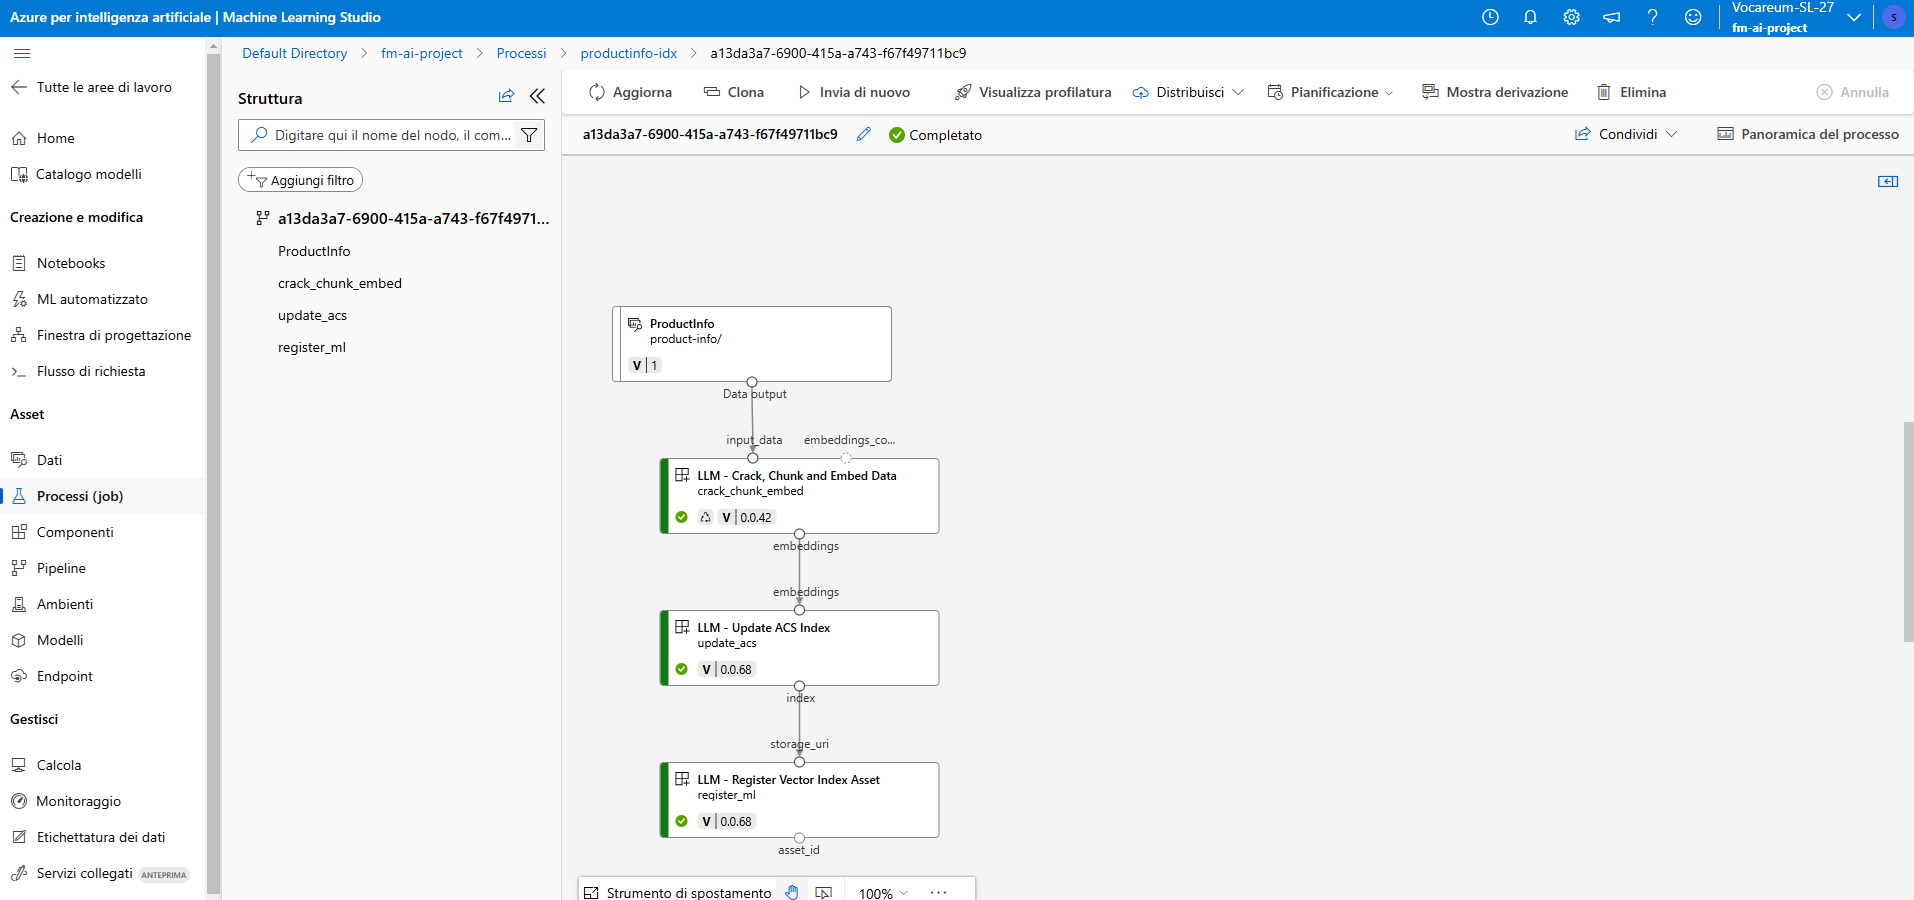 Azure per intelligenza artificiale | Machine Learning Studio
Vocareum-SL-27
fm-ai-project
S
Tutte le aree di lavoro
Home
Catalogo modelli
Creazione e modifica
Notebooks
ML automatizzato
Finestra di progettazione
Flusso di richiesta
Asset
Dati
Processi (job)
Componenti
Pipeline
Ambienti
Modelli
Endpoint
Gestisci
Calcola
Monitoraggio
Etichettatura dei dati
Servizi collegati ANTEPRIMA
Default Directory > fm-ai-project > Processi > productinfo-idx > a13da3a7-6900-415a-a743-f67f49711bc9
Struttura
Digitare qui il nome del nodo, il com...
Aggiungi filtro
a13da3a7-6900-415a-a743-f67f4971...
ProductInfo
crack_chunk_embed
update_acs
register_ml
Aggiorna
Clona
Invia di nuovo
Visualizza profilatura
Distribuisci
Pianificazione
Mostra derivazione
Elimina
Annulla
a13da3a7-6900-415a-a743-f67f49711bc9
Completato
Condividi
Panoramica del processo
ProductInfo
product-info/
V | 1
Data output
input_data
embeddings_co...
LLM - Crack, Chunk and Embed Data
crack_chunk_embed
V | 0.0.42
embeddings
embeddings
LLM - Update ACS Index
update_acs
V | 0.0.68
index
storage_uri
LLM - Register Vector Index Asset
register_ml
V | 0.0.68
asset_id
Strumento di spostamento
100%
...